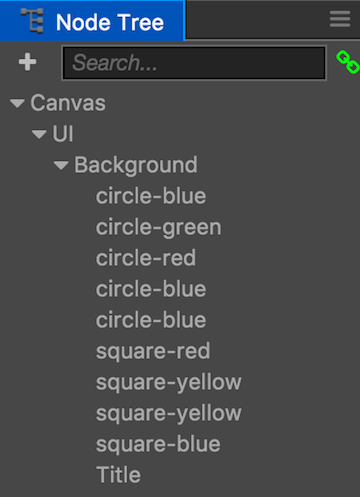 Node Tree
Search...
Canvas
UI
Background
circle-blue
circle-green
circle-red
circle-blue
circle-blue
square-red
square-yellow
square-yellow
square-blue
Title